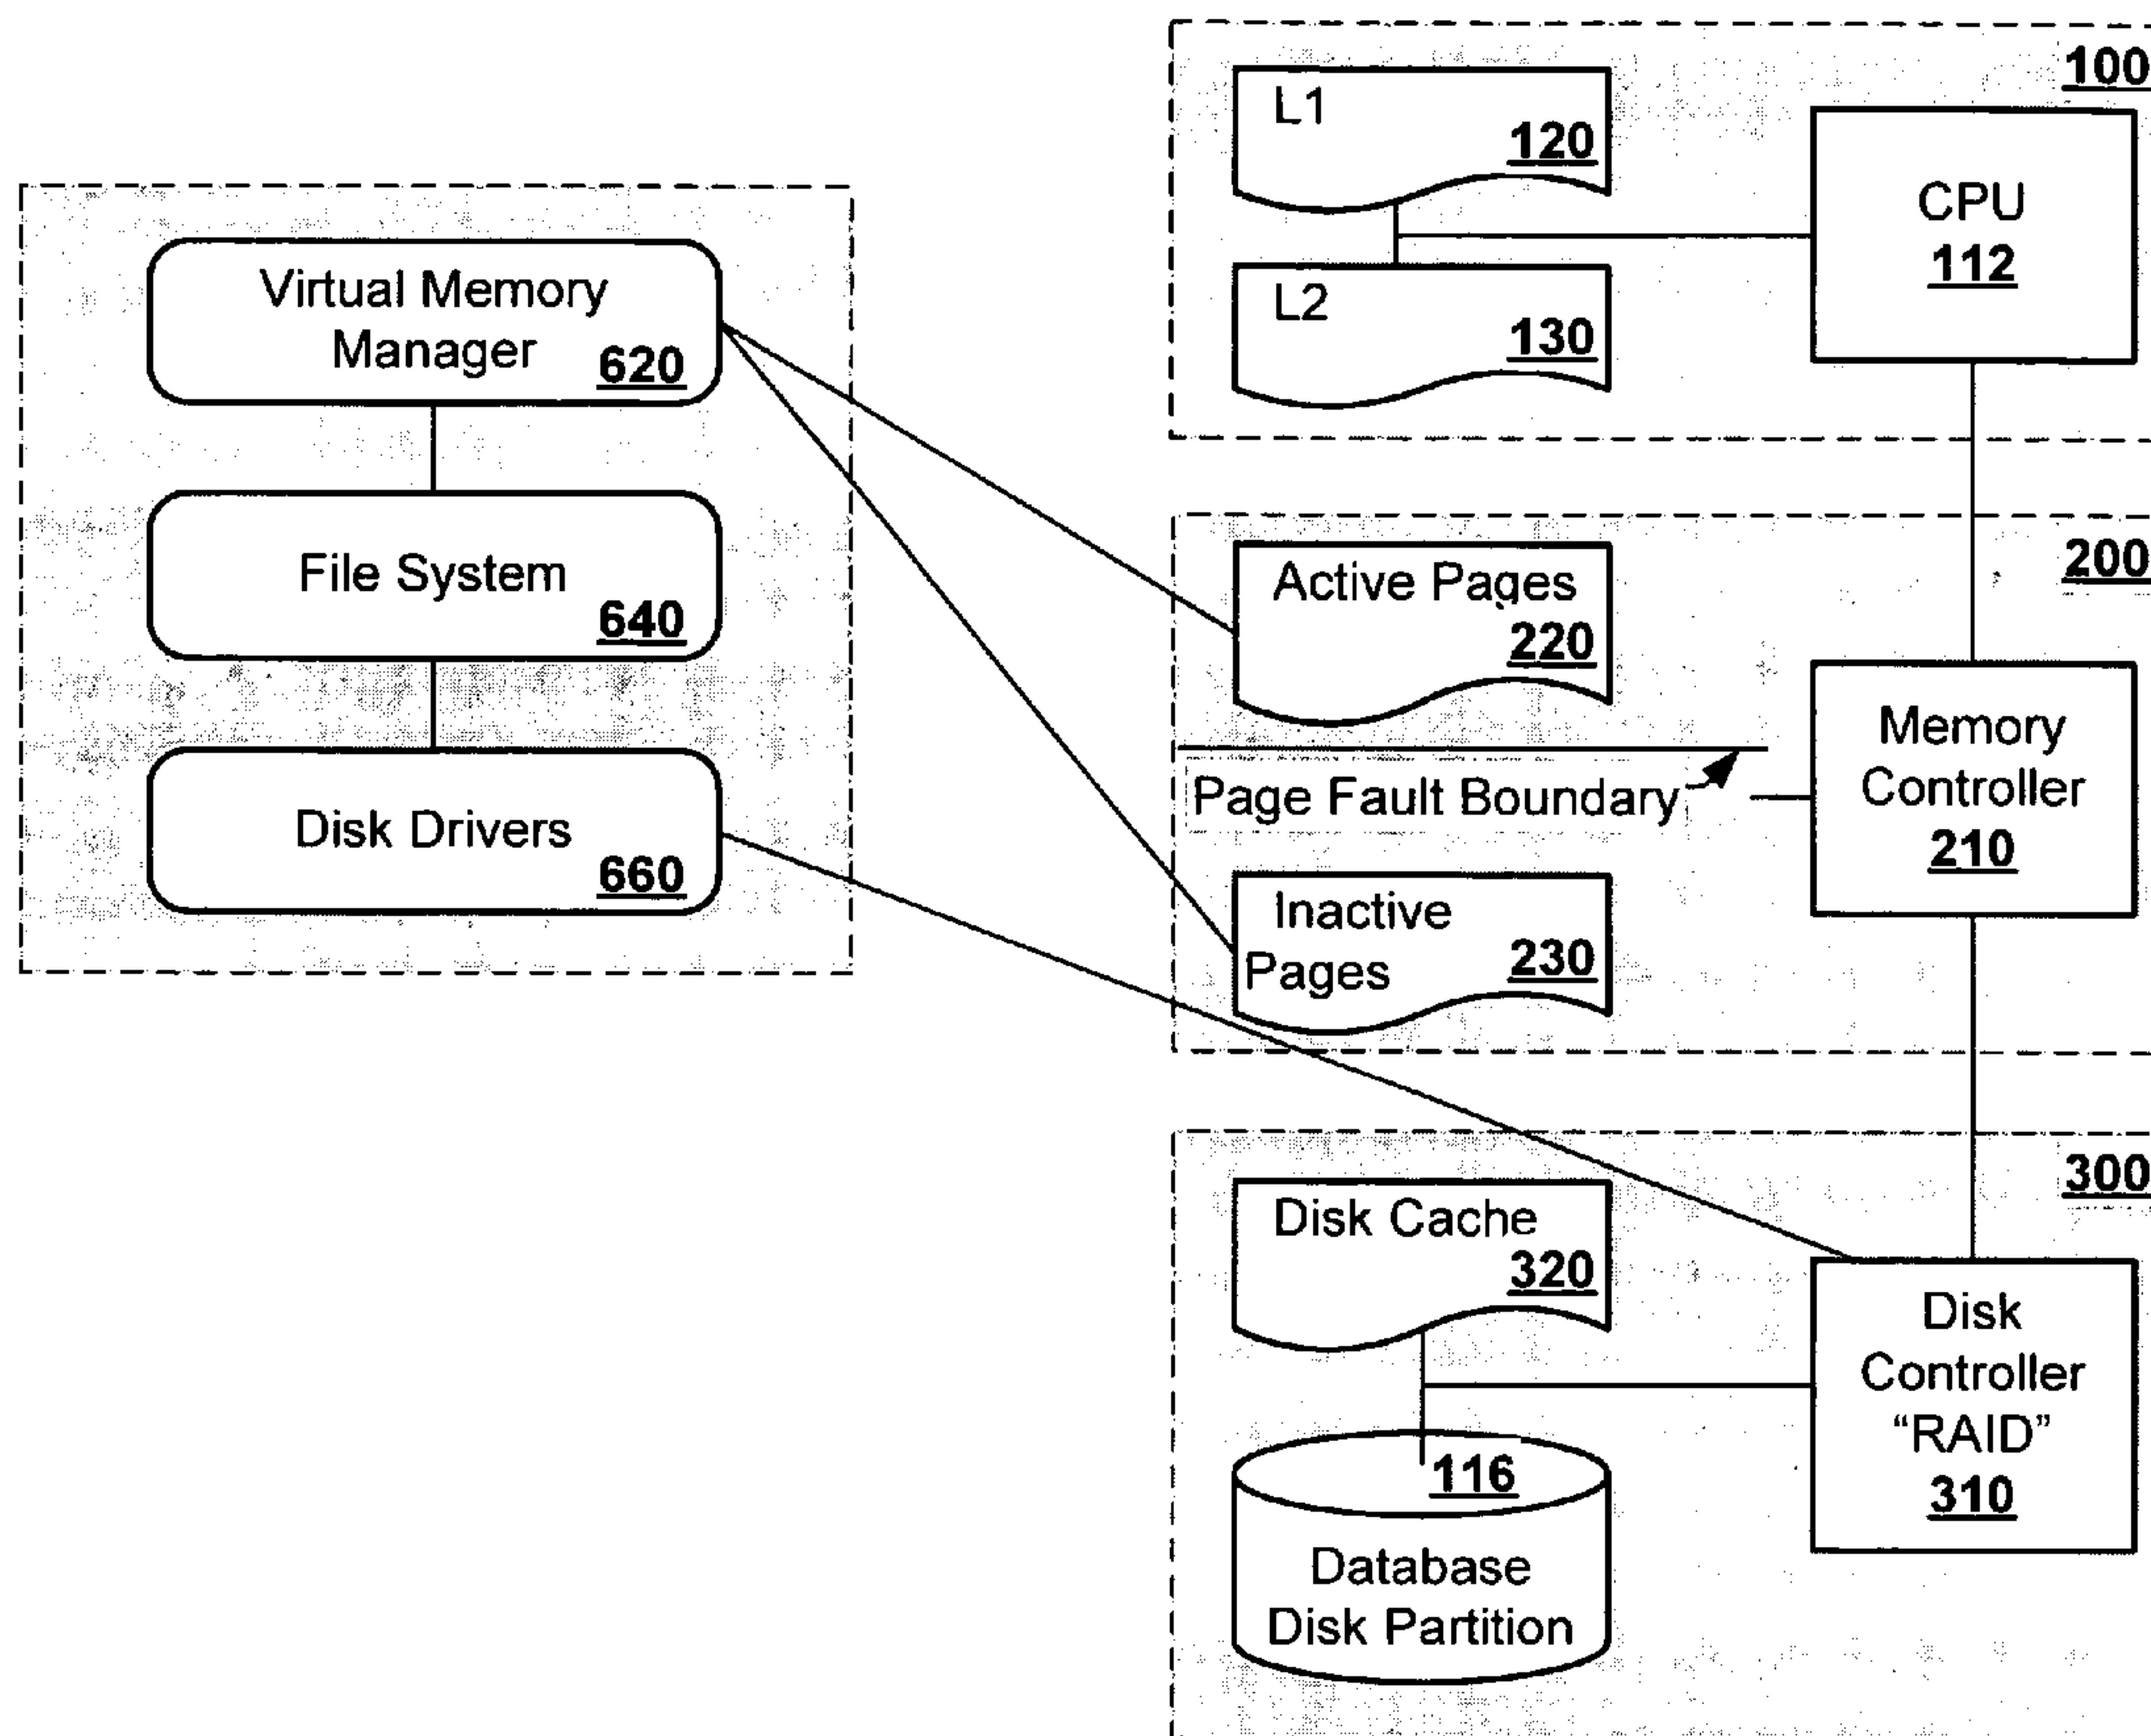 Virtual Memory
Manager 620
File System
640
Disk Drivers
660
100
L1
120
L2
130
CPU
112
200
Active Pages
220
Page Fault Boundary
Inactive
Pages 230
Memory
Controller
210
300
Disk Cache
320
116
Database
Disk Partition
Disk
Controller
“RAID”
310